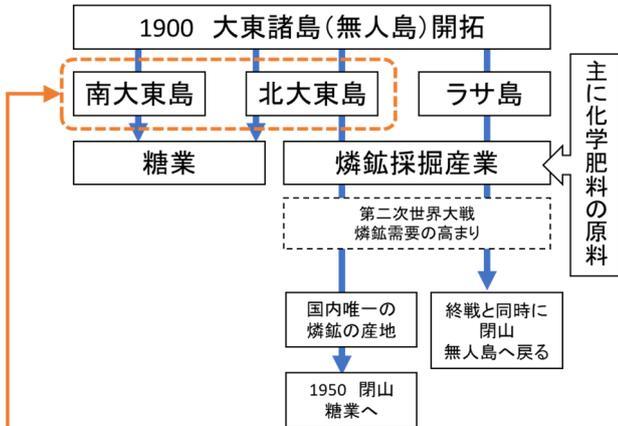 1900 大東諸島（無人島）開拓
南大東島
北大東島
ラサ島
糖業
燐鉱採掘産業
主に化学肥料の原料
第二次世界大戦
燐鉱需要の高まり
国内唯一の
燐鉱の産地
終戦と同時に
閉山
無人島へ戻る
1950 閉山
糖業へ